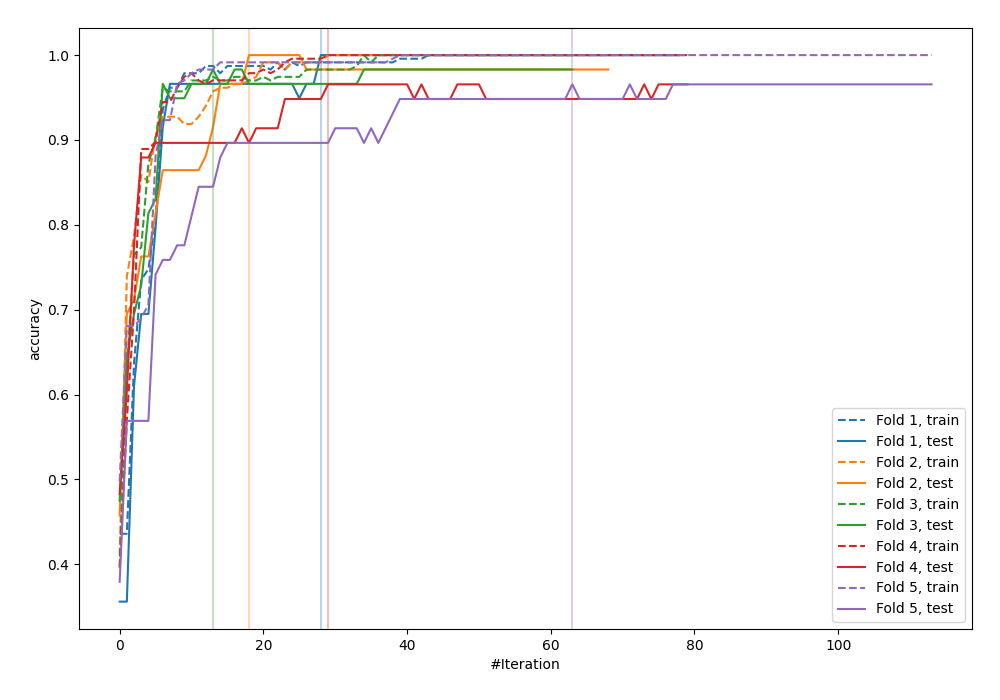 1.0
0.9
0.8
0.7
0.6
0.5
0.4
accuracy
0
20
40
60
80
100
#Iteration
Fold 1, train
Fold 1, test
Fold 2, train
Fold 2, test
Fold 3, train
Fold 3, test
Fold 4, train
Fold 4, test
Fold 5, train
Fold 5, test